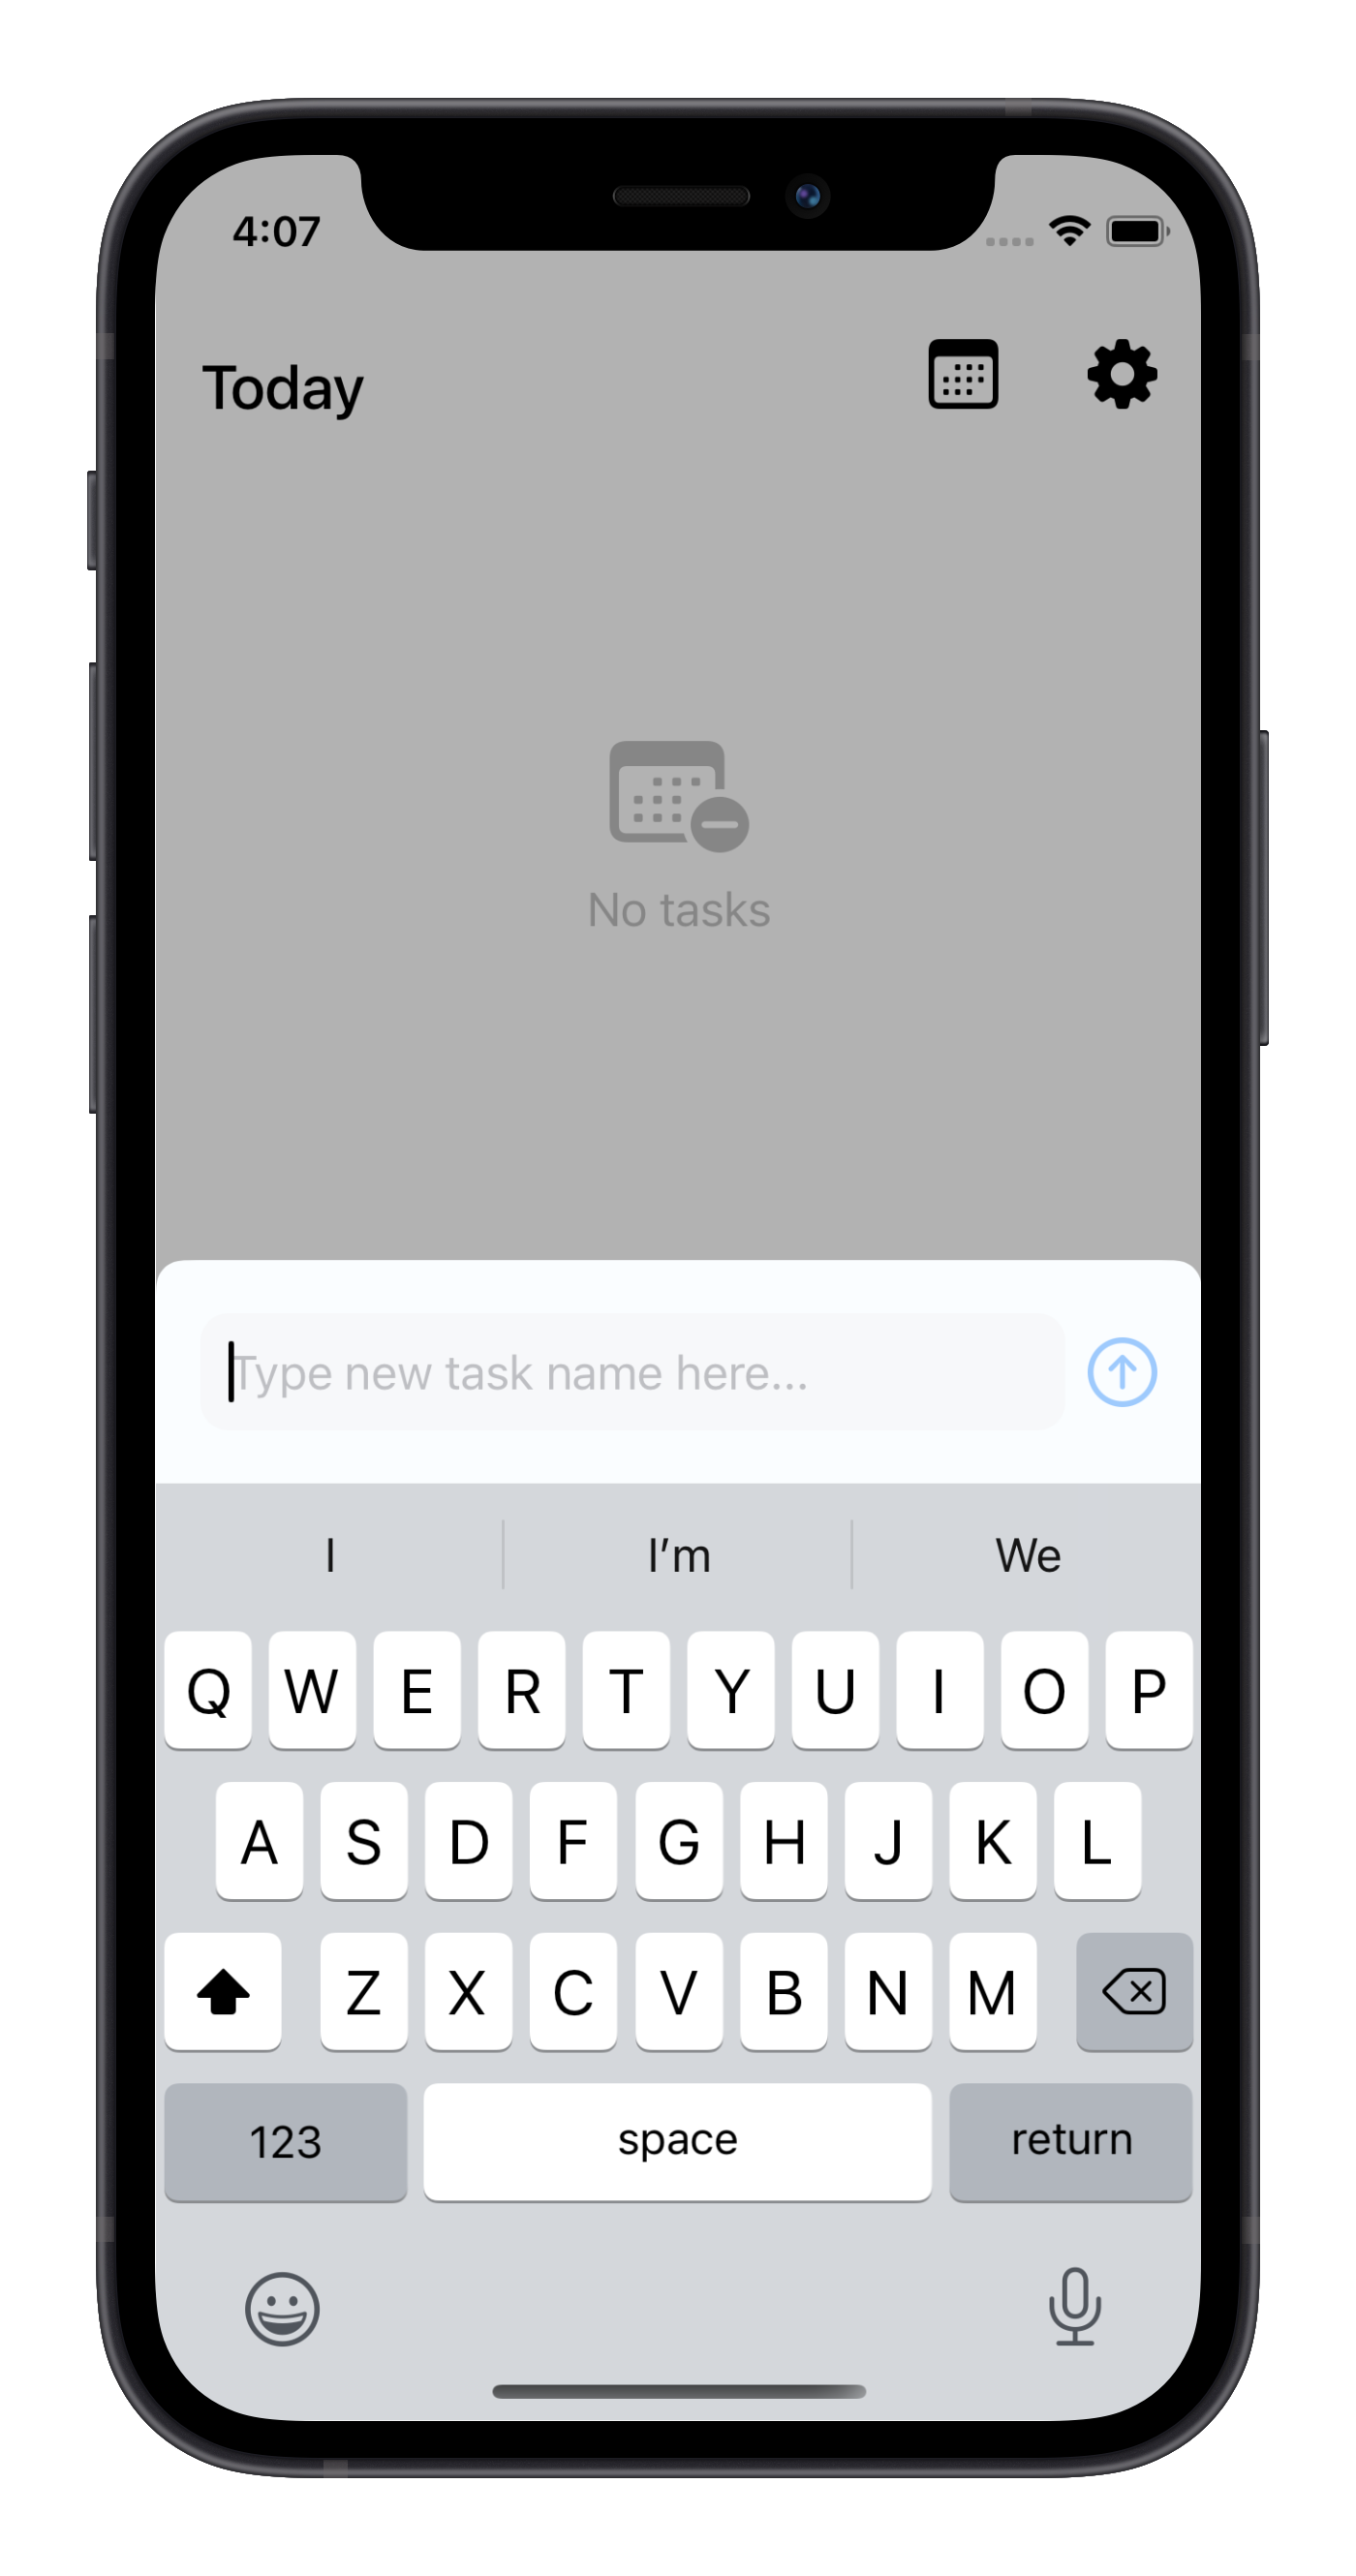 4:07
Today
No tasks
Type new task name here...
I I’m We
Q W E R T Y U I O P
A S D F G H J K L
Z X C V B N M
123 space return